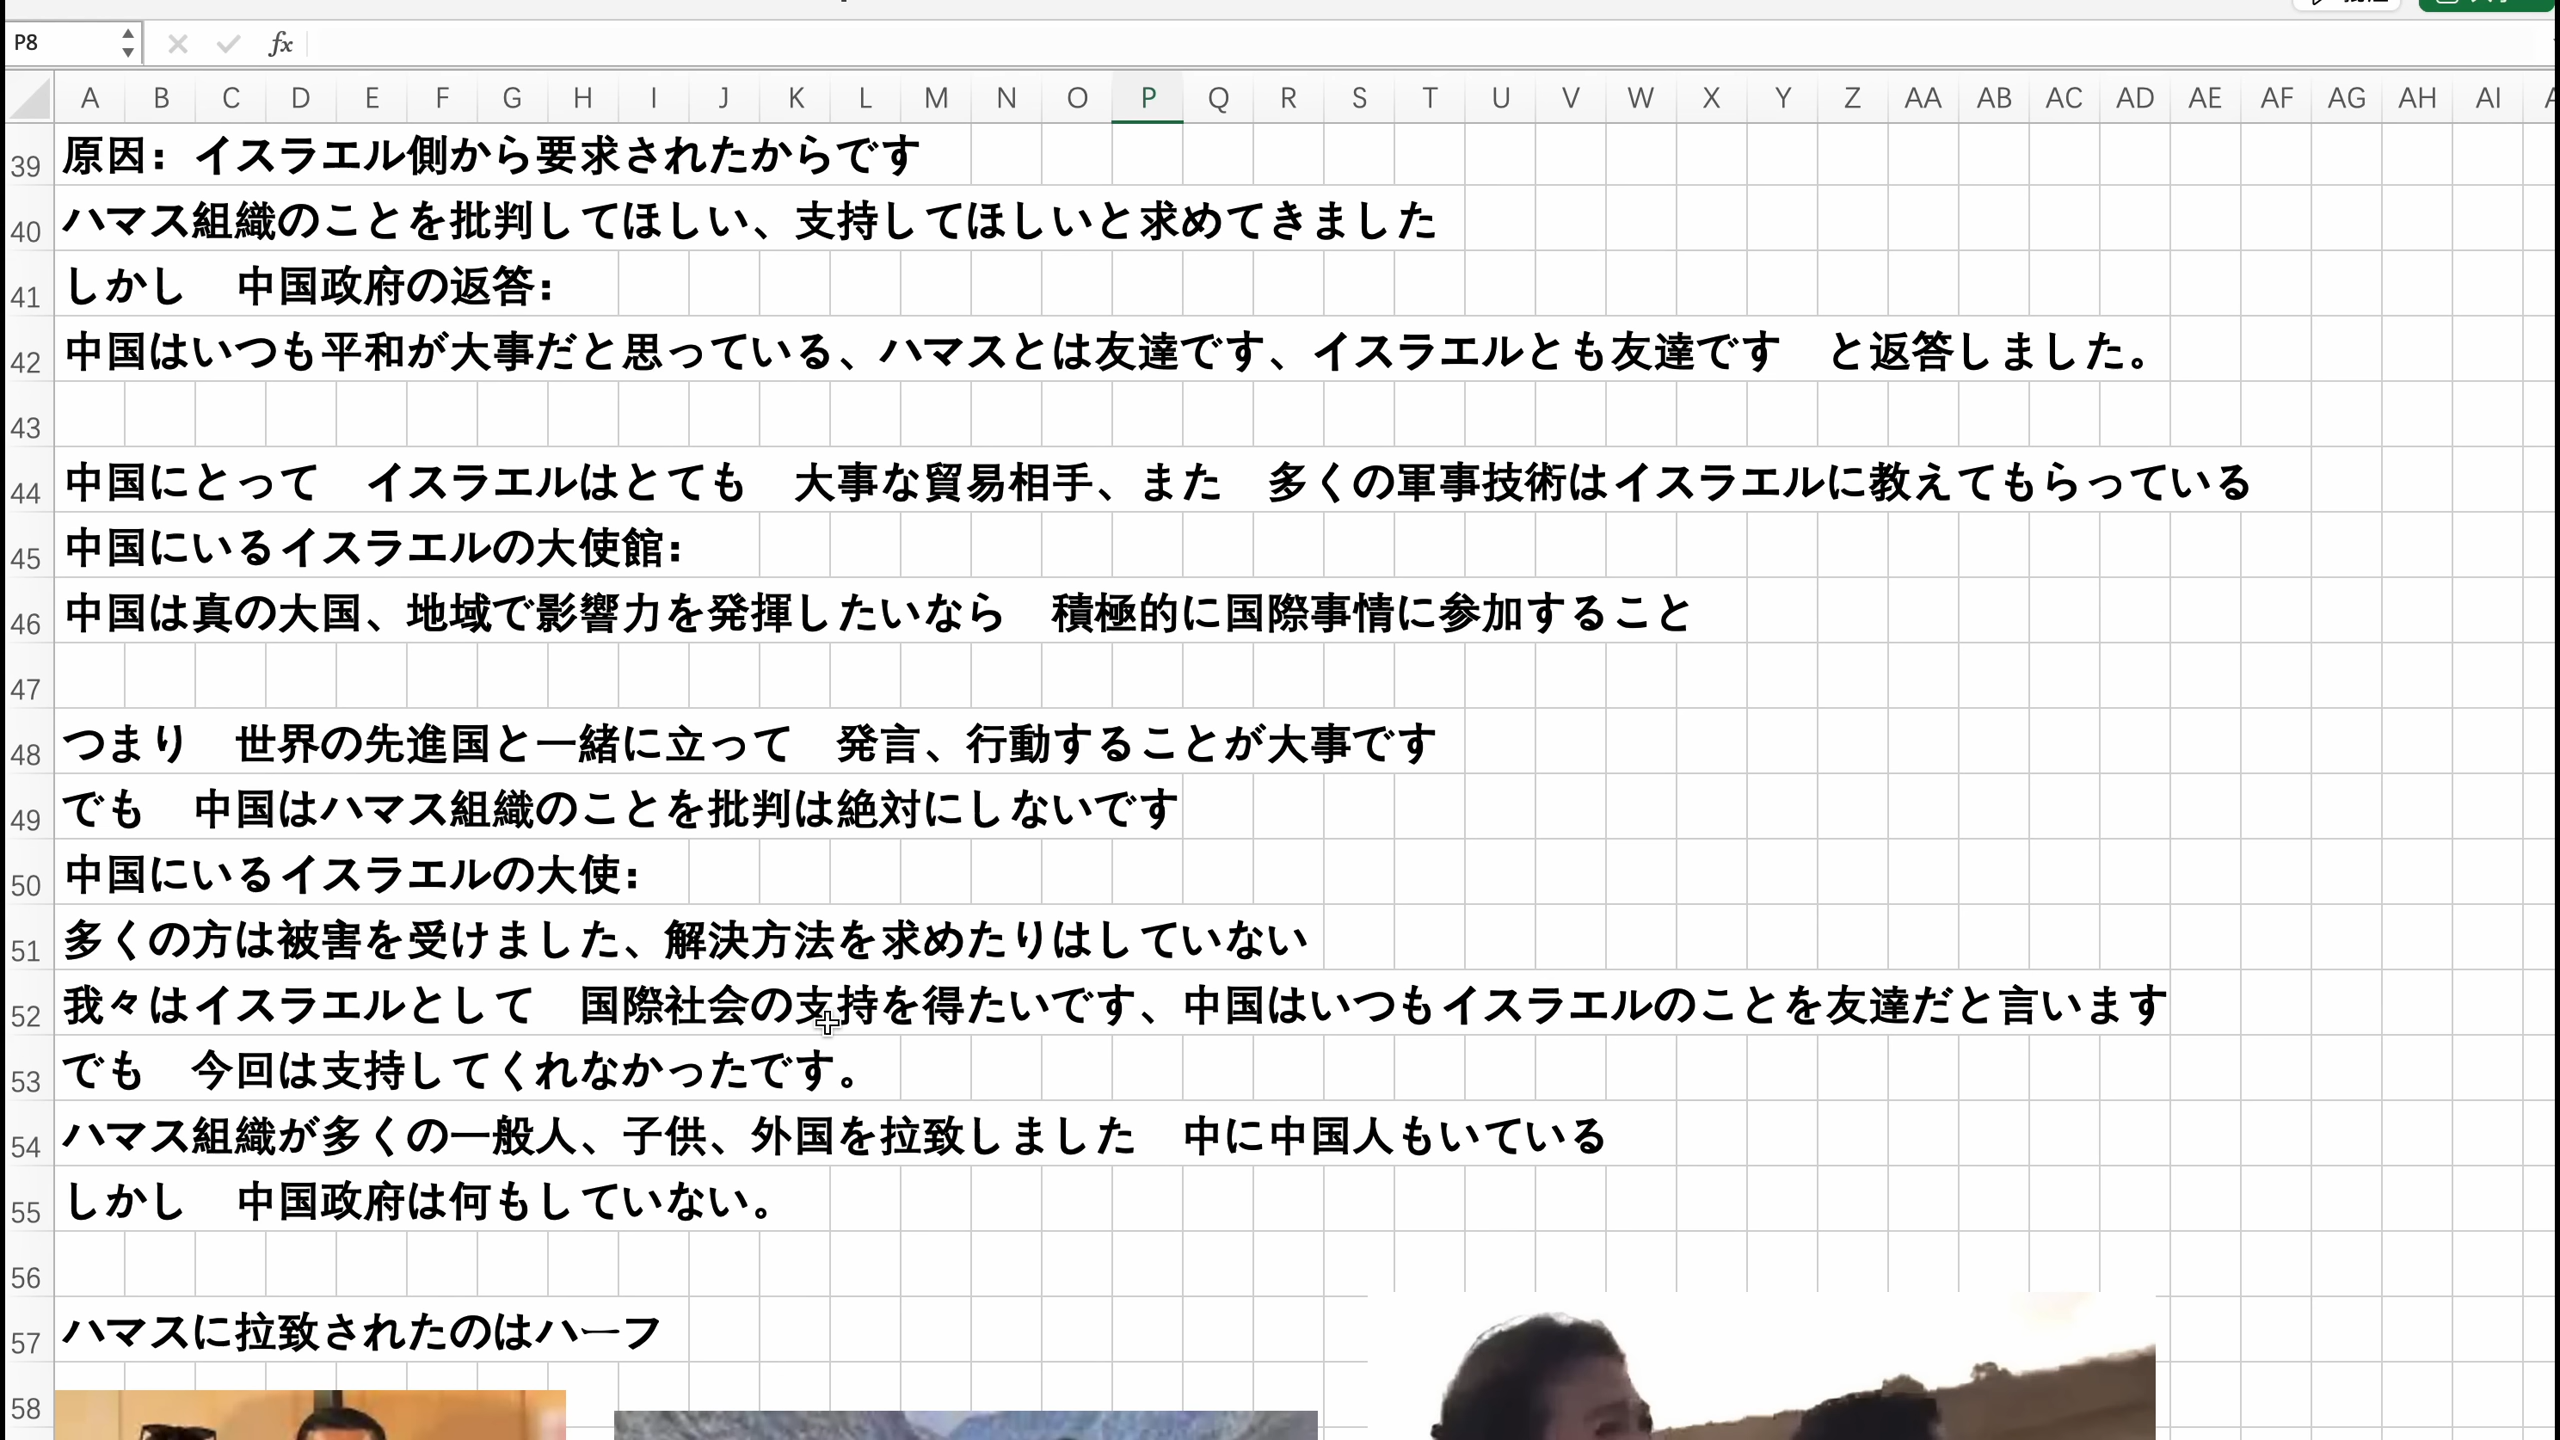 P8
fx
A B C D E F G H I J K L M N O P Q R S T U V W X Y Z AA AB AC AD AE AF AG AH AI
39 原因：イスラエル側から要求されたからです
40 ハマス組織のことを批判してほしい、支持してほしいと求めてきました
41 しかし　中国政府の返答：
42 中国はいつも平和が大事だと思っている、ハマスとは友達です、イスラエルとも友達です　と返答しました。
43
44 中国にとって　イスラエルはとても　大事な貿易相手、また　多くの軍事技術はイスラエルに教えてもらっている
45 中国にいるイスラエルの大使館：
46 中国は真の大国、地域で影響力を発揮したいなら　積極的に国際事情に参加すること
47
48 つまり　世界の先進国と一緒に立って　発言、行動することが大事です
49 でも　中国はハマス組織のことを批判は絶対にしないです
50 中国にいるイスラエルの大使：
51 多くの方は被害を受けました、解決方法を求めたりはしていない
52 我々はイスラエルとして　国際社会の支持を得たいです、中国はいつもイスラエルのことを友達だと言います
53 でも　今回は支持してくれなかったです。
54 ハマス組織が多くの一般人、子供、外国を拉致しました　中に中国人もいている
55 しかし　中国政府は何もしていない。
56
57 ハマスに拉致されたのはハーフ
58